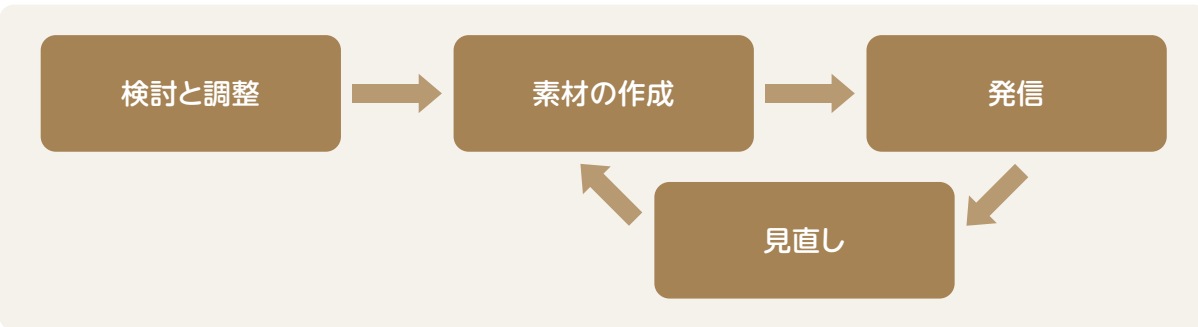 検討と調整
素材の作成
発信
見直し